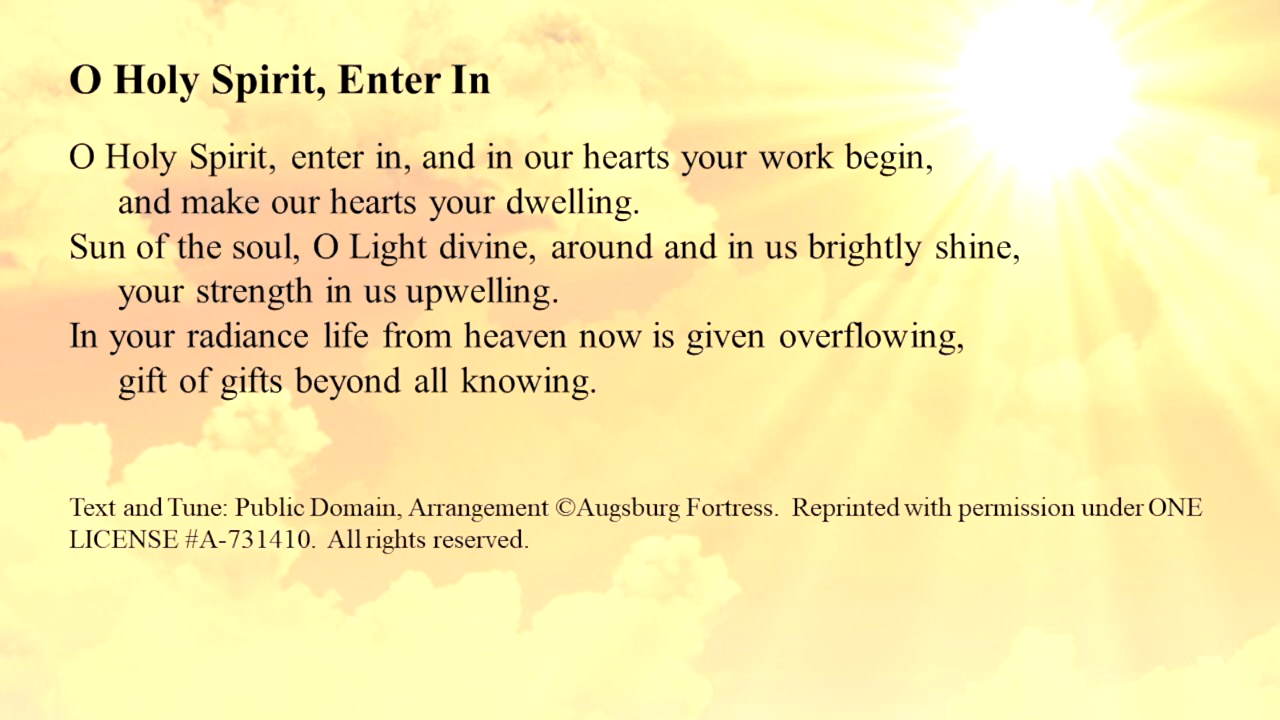 O Holy Spirit, Enter In
O Holy Spirit, enter in, and in our hearts your work begin,
and make our hearts your dwelling.
Sun of the soul, O Light divine, around and in us brightly shine,
your strength in us upwelling.
In your radiance life from heaven now is given overflowing,
gift of gifts beyond all knowing.
Text and Tune: Public Domain, Arrangement ©Augsburg Fortress. Reprinted with permission under ONE
LICENSE #A-731410. All rights reserved.